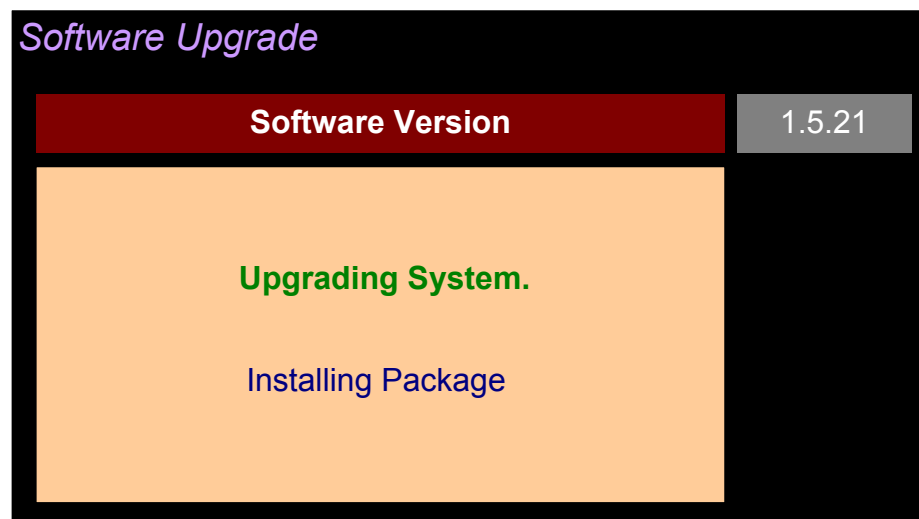 Software Upgrade
Software Version 1.5.21
Upgrading System.
Installing Package